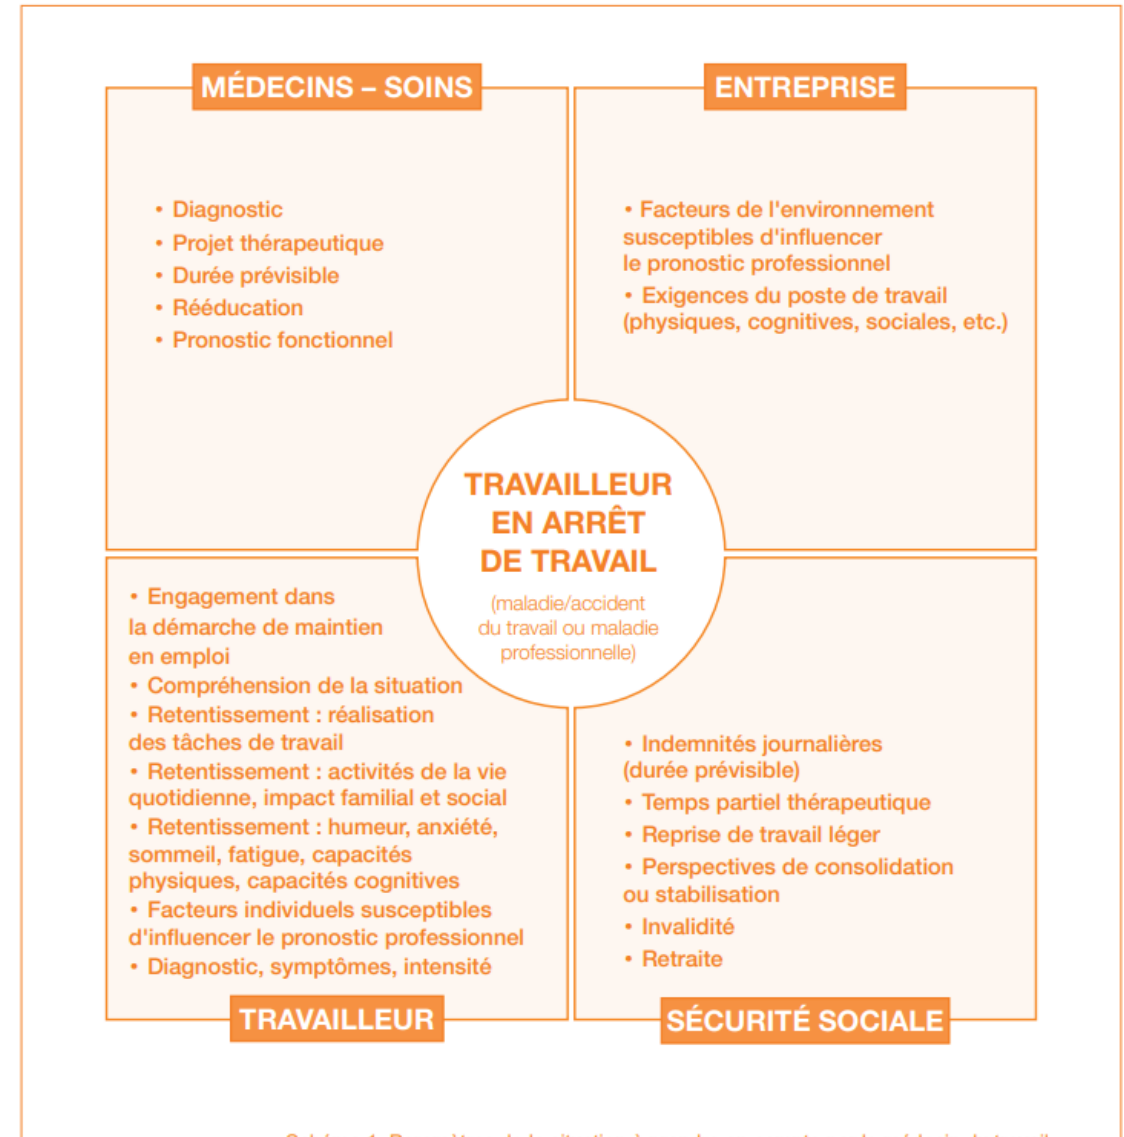 MÉDECINS – SOINS
• Diagnostic
• Projet thérapeutique
• Durée prévisible
• Rééducation
• Pronostic fonctionnel
ENTREPRISE
• Facteurs de l'environnement
susceptibles d'influencer
le pronostic professionnel
• Exigences du poste de travail
(physiques, cognitives, sociales, etc.)
TRAVAILLEUR
EN ARRÊT
DE TRAVAIL
(maladie/accident
du travail ou maladie
professionnelle)
• Engagement dans
la démarche de maintien
en emploi
• Compréhension de la situation
• Retentissement : réalisation
des tâches de travail
• Retentissement : activités de la vie
quotidienne, impact familial et social
• Retentissement : humeur, anxiété,
sommeil, fatigue, capacités
physiques, capacités cognitives
• Facteurs individuels susceptibles
d'influencer le pronostic professionnel
• Diagnostic, symptômes, intensité
TRAVAILLEUR
• Indemnités journalières
(durée prévisible)
• Temps partiel thérapeutique
• Reprise de travail léger
• Perspectives de consolidation
ou stabilisation
• Invalidité
• Retraite
SÉCURITÉ SOCIALE